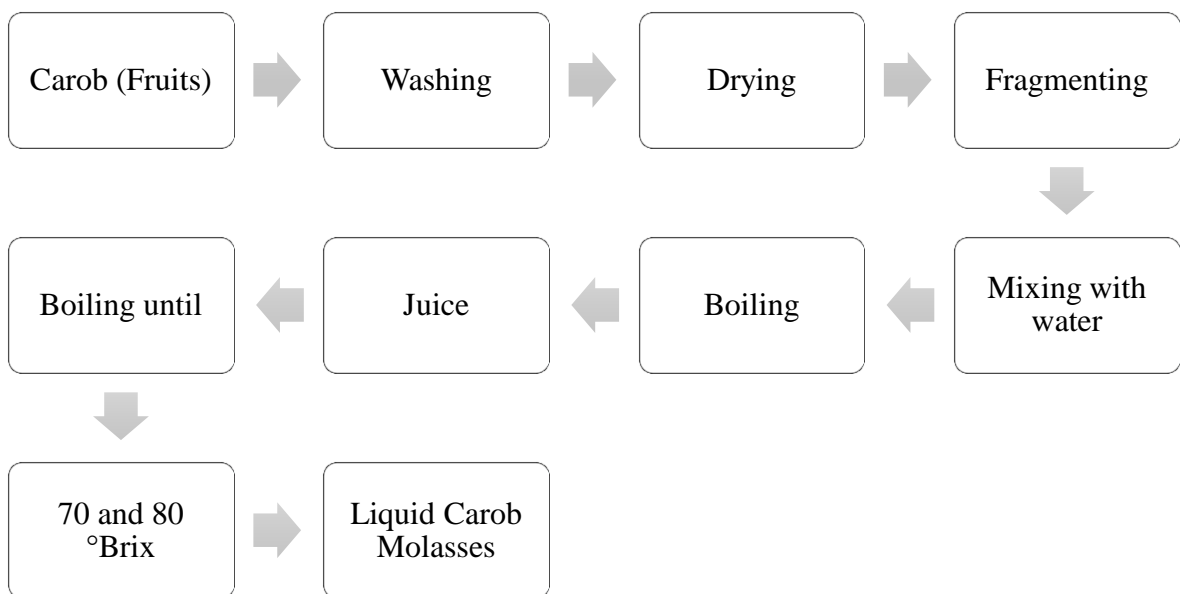 Carob (Fruits)
Washing
Drying
Fragmenting
Mixing with
water
Boiling
Juice
Boiling until
70 and 80
°Brix
Liquid Carob
Molasses